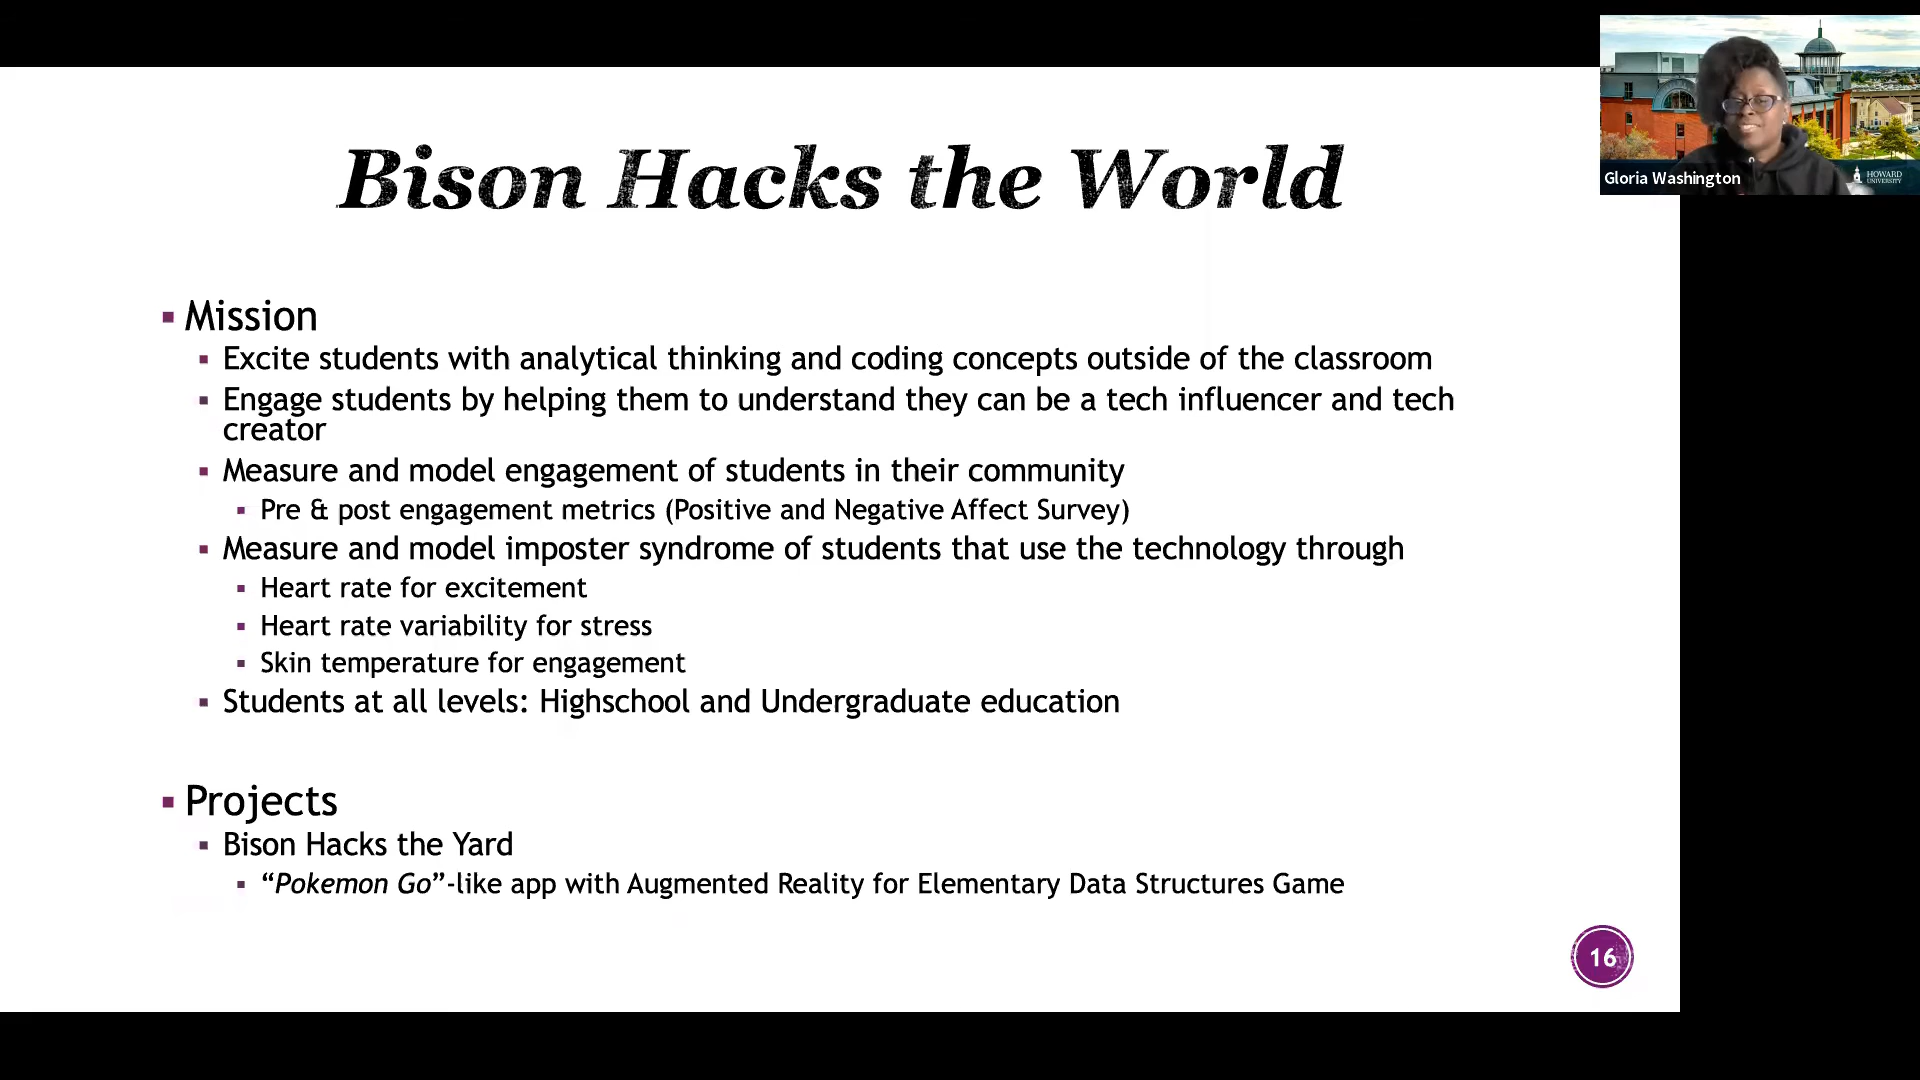 Bison Hacks the World
Gloria Washington
HOWARD
UNIVERSITY
Mission
Excite students with analytical thinking and coding concepts outside of the classroom
Engage students by helping them to understand they can be a tech influencer and tech
creator
Measure and model engagement of students in their community
Pre & post engagement metrics (Positive and Negative Affect Survey)
Measure and model imposter syndrome of students that use the technology through
Heart rate for excitement
Heart rate variability for stress
Skin temperature for engagement
Students at all levels: Highschool and Undergraduate education
Projects
Bison Hacks the Yard
“Pokemon Go”-like app with Augmented Reality for Elementary Data Structures Game
16